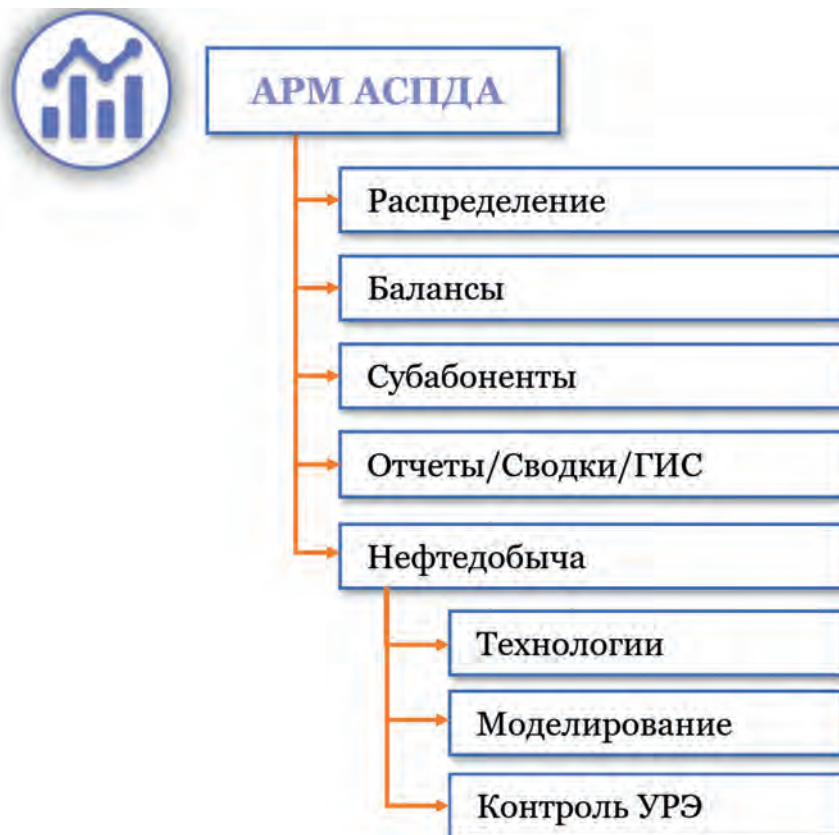 АРМ АСПДА
Распределение
Балансы
Субабоненты
Отчеты/Сводки/ГИС
Нефтедобыча
Технологии
Моделирование
Контроль УРЭ